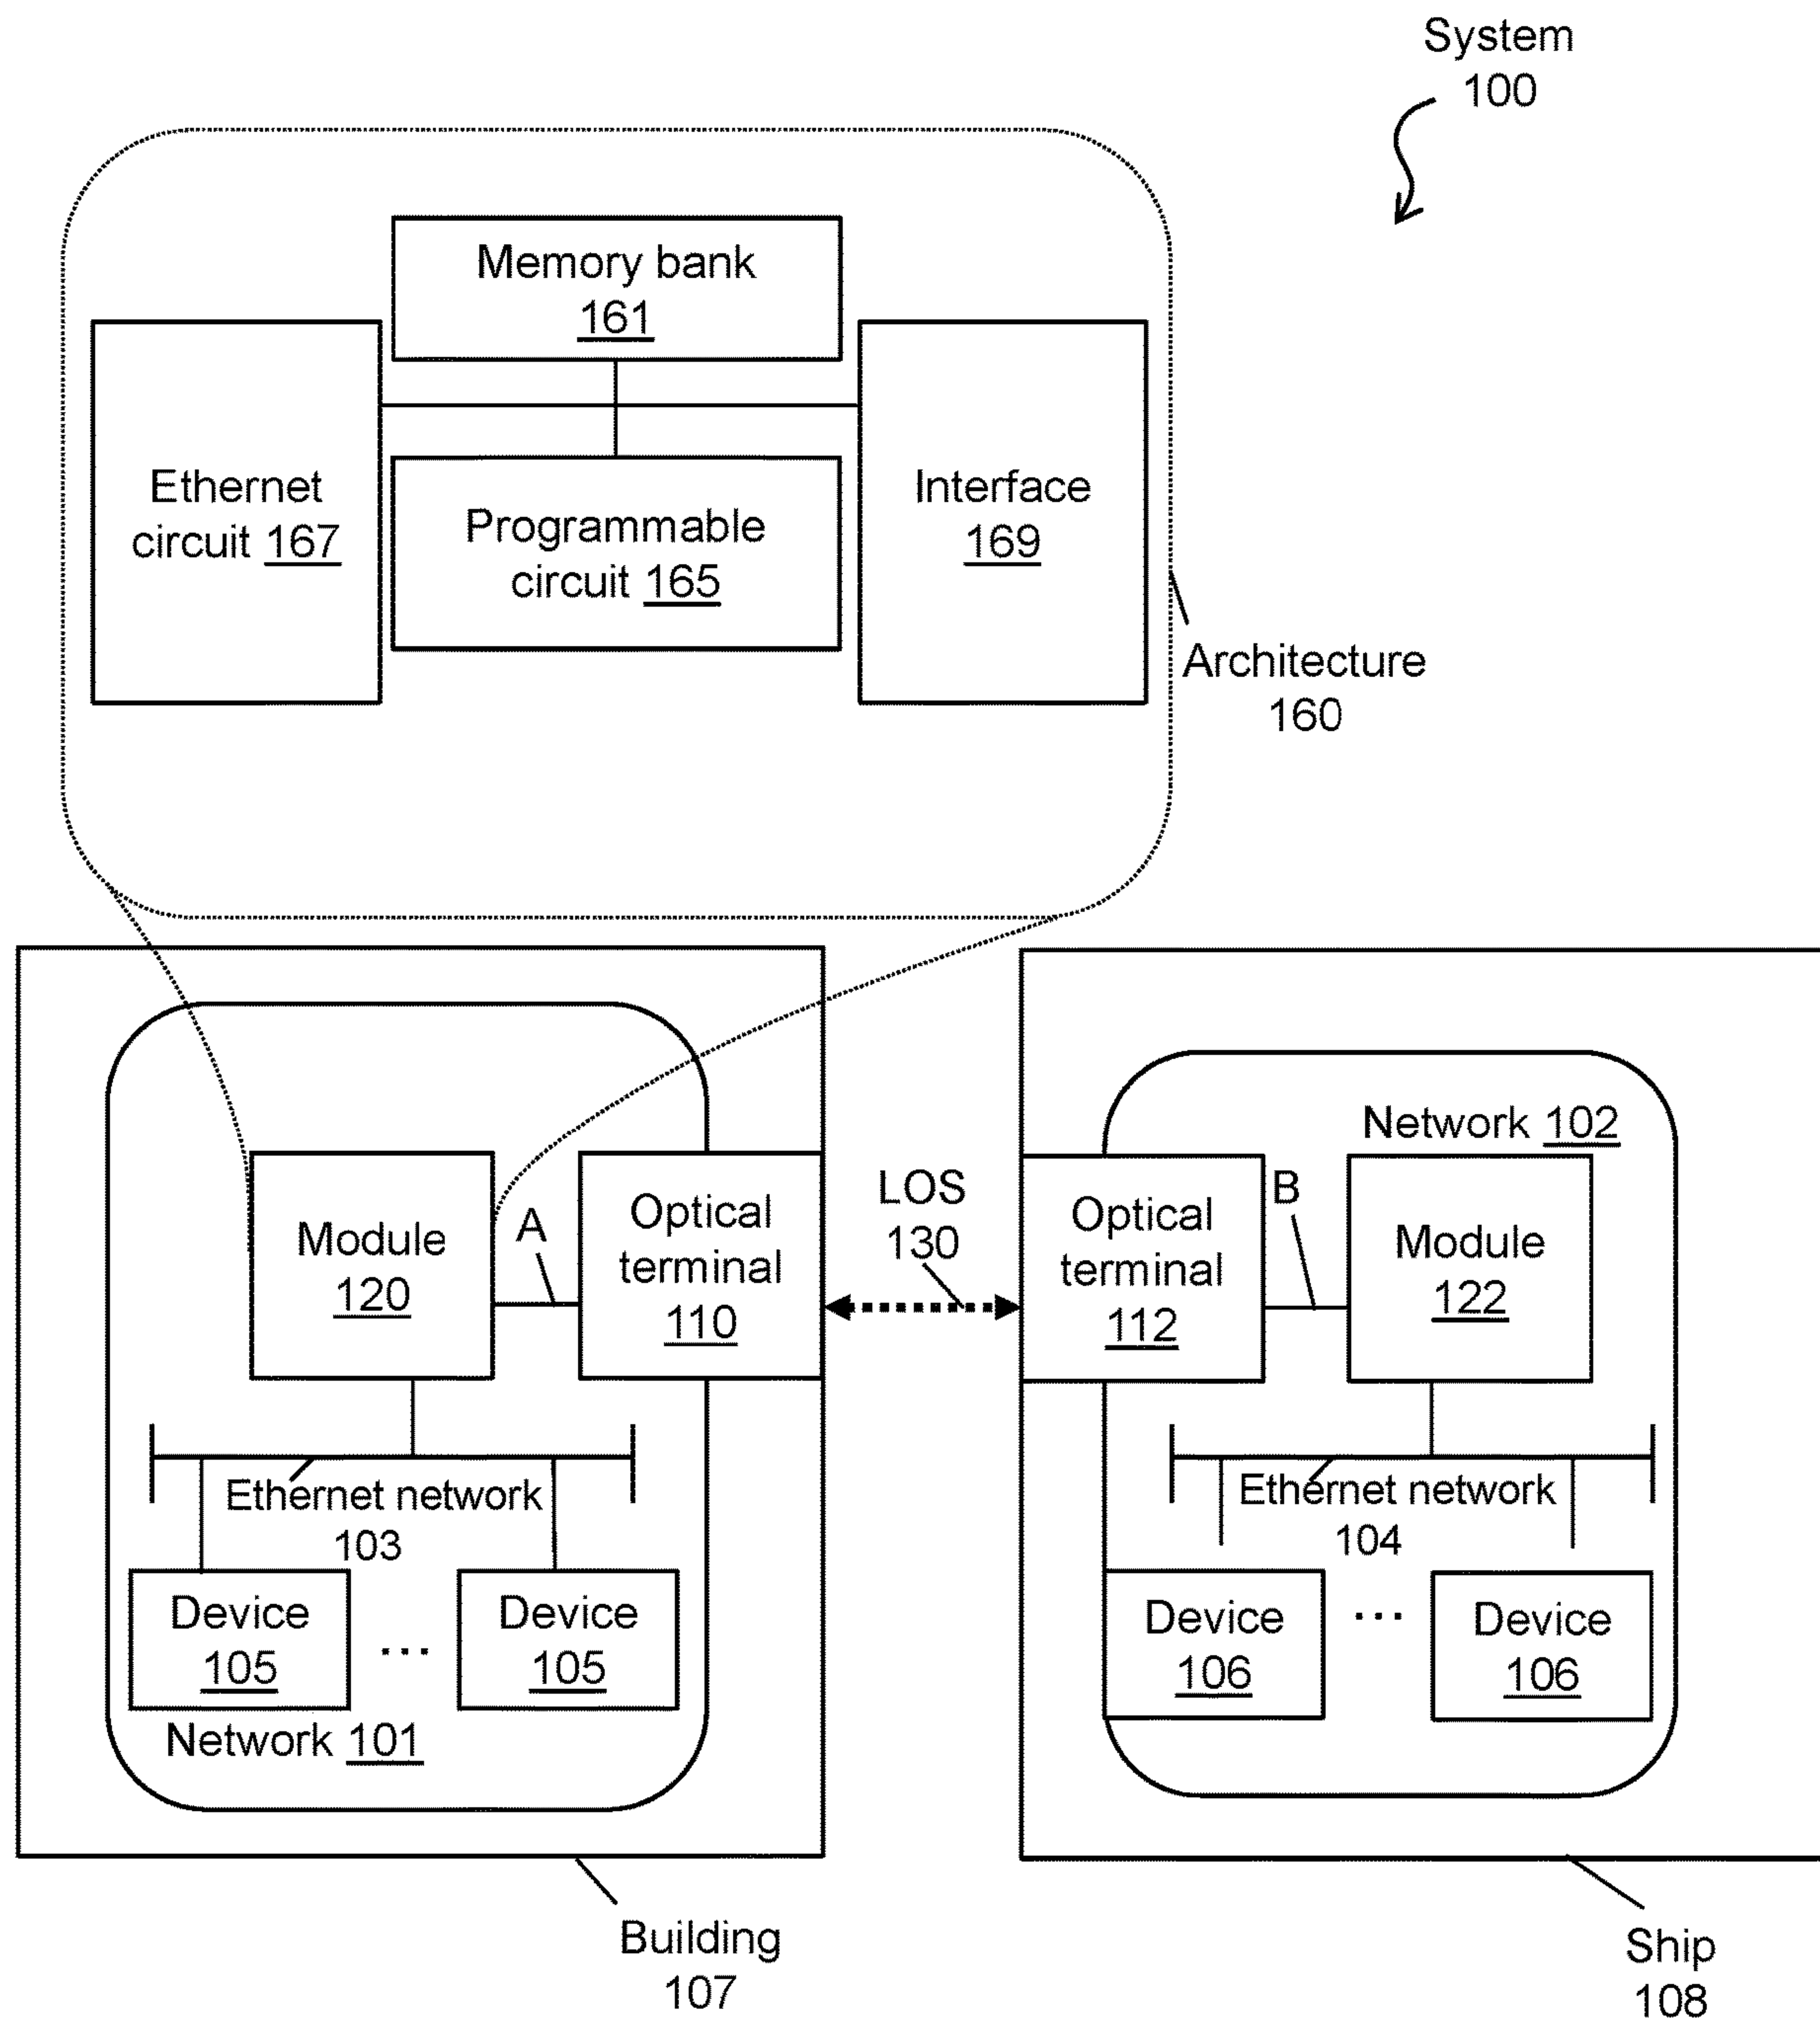 System
100
Memory bank
161
Ethernet
circuit 167
Programmable
circuit 165
Interface
169
Architecture
160
Network 102
Module
120
A
Optical
terminal
110
LOS
130
Optical
terminal
112
B
Module
122
Ethernet network
103
Ethernet network
104
Device
105
...
Device
105
Device
106
...
Device
106
Network 101
Building
107
Ship
108